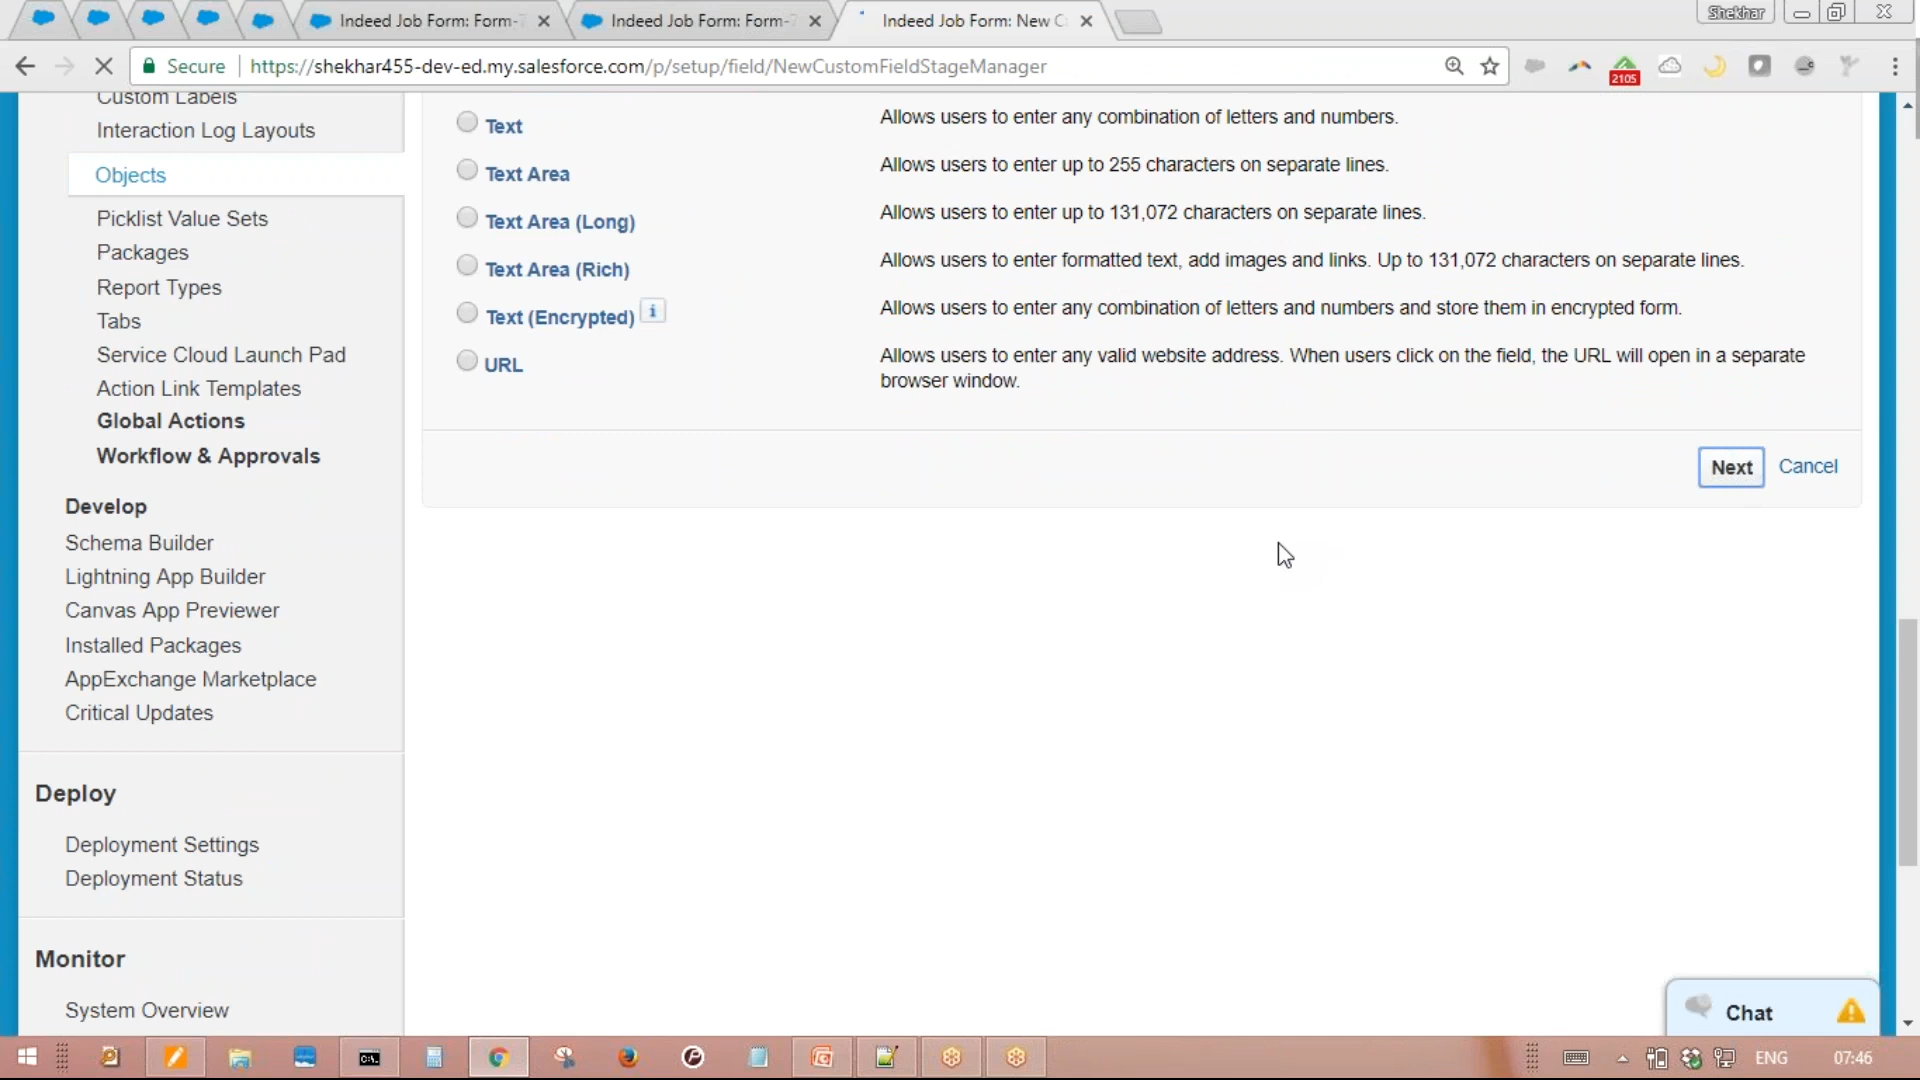 Indeed Job Form: Form-7
Indeed Job Form: Form-7
Indeed Job Form: New C
Shekhar
Secure
https://shekhar455-dev-ed.my.salesforce.com/p/setup/field/NewCustomFieldStageManager
2105
Custom Labels
Interaction Log Layouts
Objects
Picklist Value Sets
Packages
Report Types
Tabs
Service Cloud Launch Pad
Action Link Templates
Global Actions
Workflow & Approvals
Develop
Schema Builder
Lightning App Builder
Canvas App Previewer
Installed Packages
AppExchange Marketplace
Critical Updates
Deploy
Deployment Settings
Deployment Status
Monitor
System Overview
Text
Allows users to enter any combination of letters and numbers.
Text Area
Allows users to enter up to 255 characters on separate lines.
Text Area (Long)
Allows users to enter up to 131,072 characters on separate lines.
Text Area (Rich)
Allows users to enter formatted text, add images and links. Up to 131,072 characters on separate lines.
Text (Encrypted) i
Allows users to enter any combination of letters and numbers and store them in encrypted form.
URL
Allows users to enter any valid website address. When users click on the field, the URL will open in a separate
browser window.
Next
Cancel
Chat
ENG
07:46